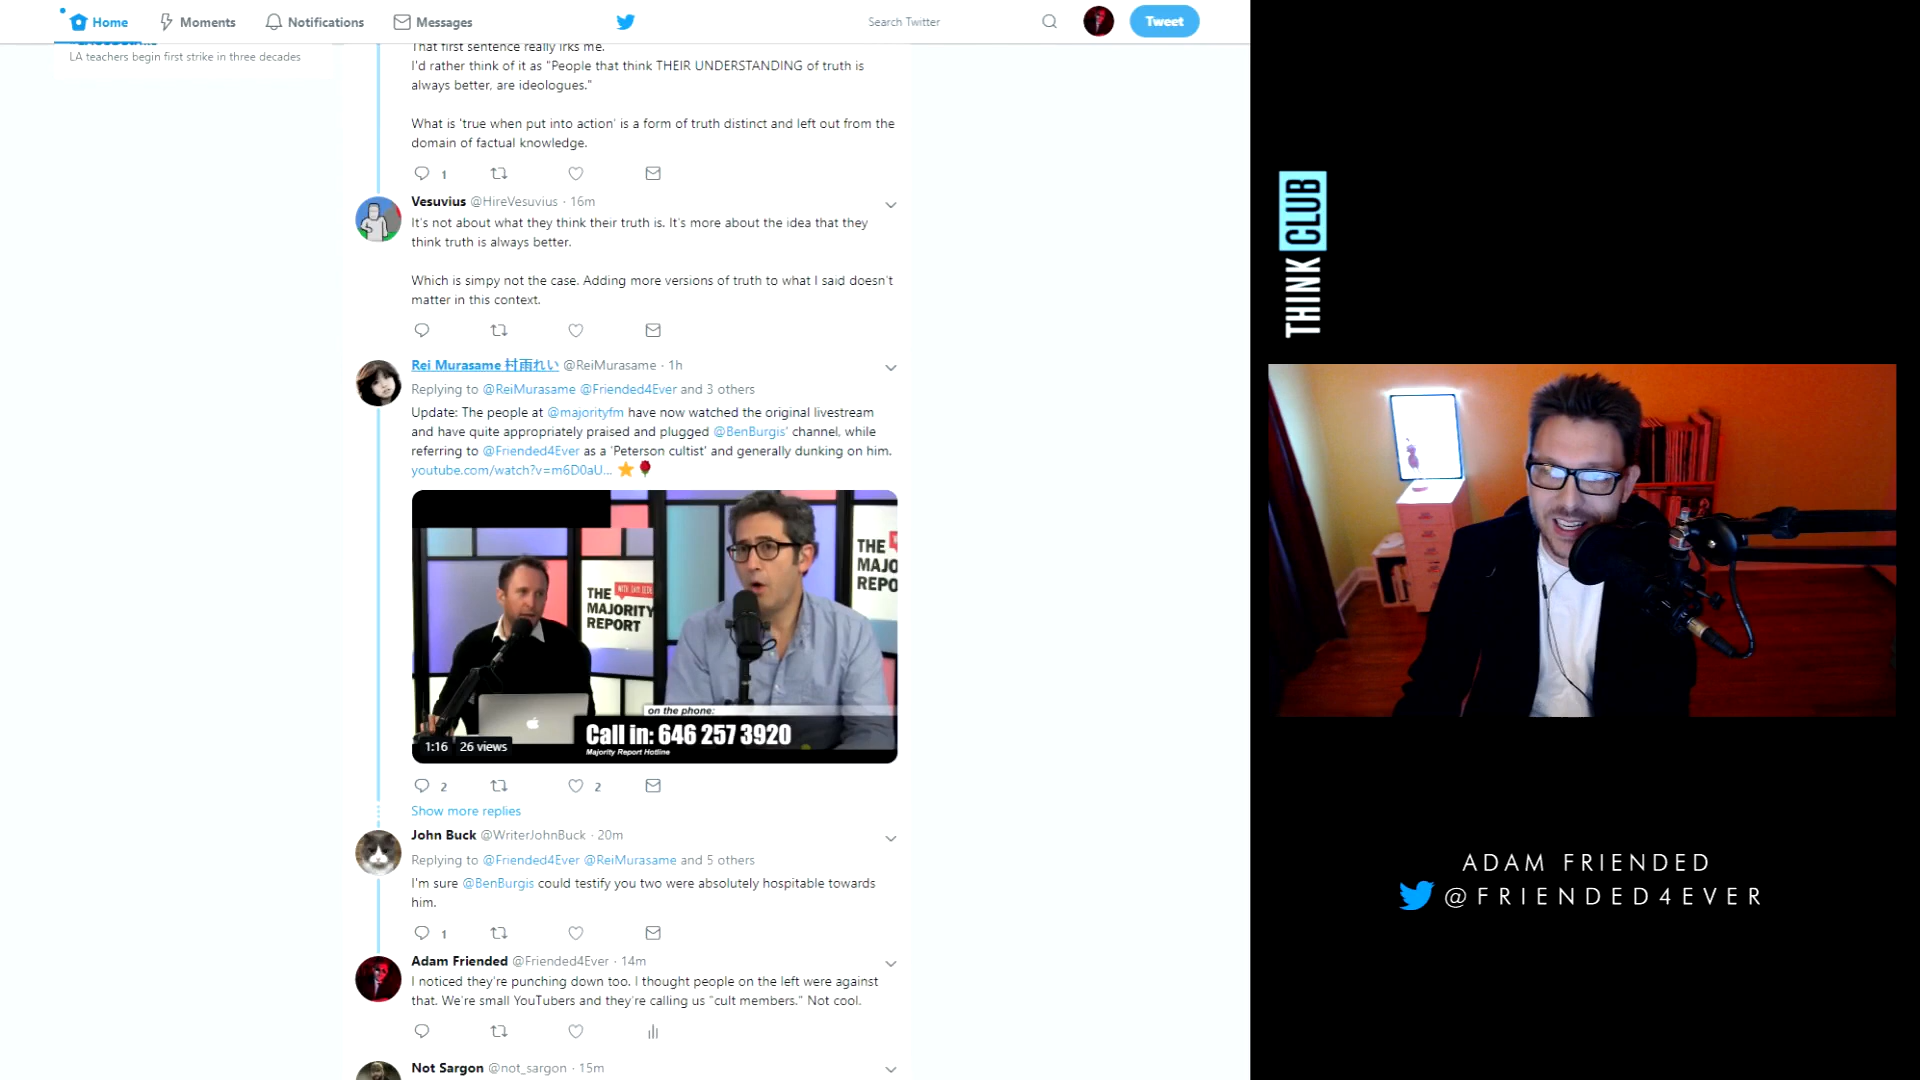 Home
Moments
Notifications
Messages
Search Twitter
Tweet
LA teachers begin first strike in three decades
That first sentence really irks me.
I'd rather think of it as "People that think THEIR UNDERSTANDING of truth is
always better, are ideologues."
What is 'true when put into action' is a form of truth distinct and left out from the
domain of factual knowledge.
1
Vesuvius @HireVesuvius · 16m
It's not about what they think their truth is. It's more about the idea that they
think truth is always better.
Which is simpy not the case. Adding more versions of truth to what I said doesn't
matter in this context.
Rei Murasame 村雨れい @ReiMurasame · 1h
Replying to @ReiMurasame @Friended4Ever and 3 others
Update: The people at @majorityfm have now watched the original livestream
and have quite appropriately praised and plugged @BenBurgis' channel, while
referring to @Friended4Ever as a 'Peterson cultist' and generally dunking on him.
youtube.com/watch?v=m6D0aU...
THE
MAJORITY
REPORT
THE
MAJO
REPO
on the phone:
Call in: 646 257 3920
Majority Report Hotline
1:16 26 views
2
2
Show more replies
John Buck @WriterJohnBuck · 20m
Replying to @Friended4Ever @ReiMurasame and 5 others
I'm sure @BenBurgis could testify you two were absolutely hospitable towards
him.
1
Adam Friended @Friended4Ever · 14m
I noticed they're punching down too. I thought people on the left were against
that. We're small YouTubers and they're calling us "cult members." Not cool.
Not Sargon @not_sargon · 15m
THINK CLUB
ADAM FRIENDED
@FRIENDED4EVER